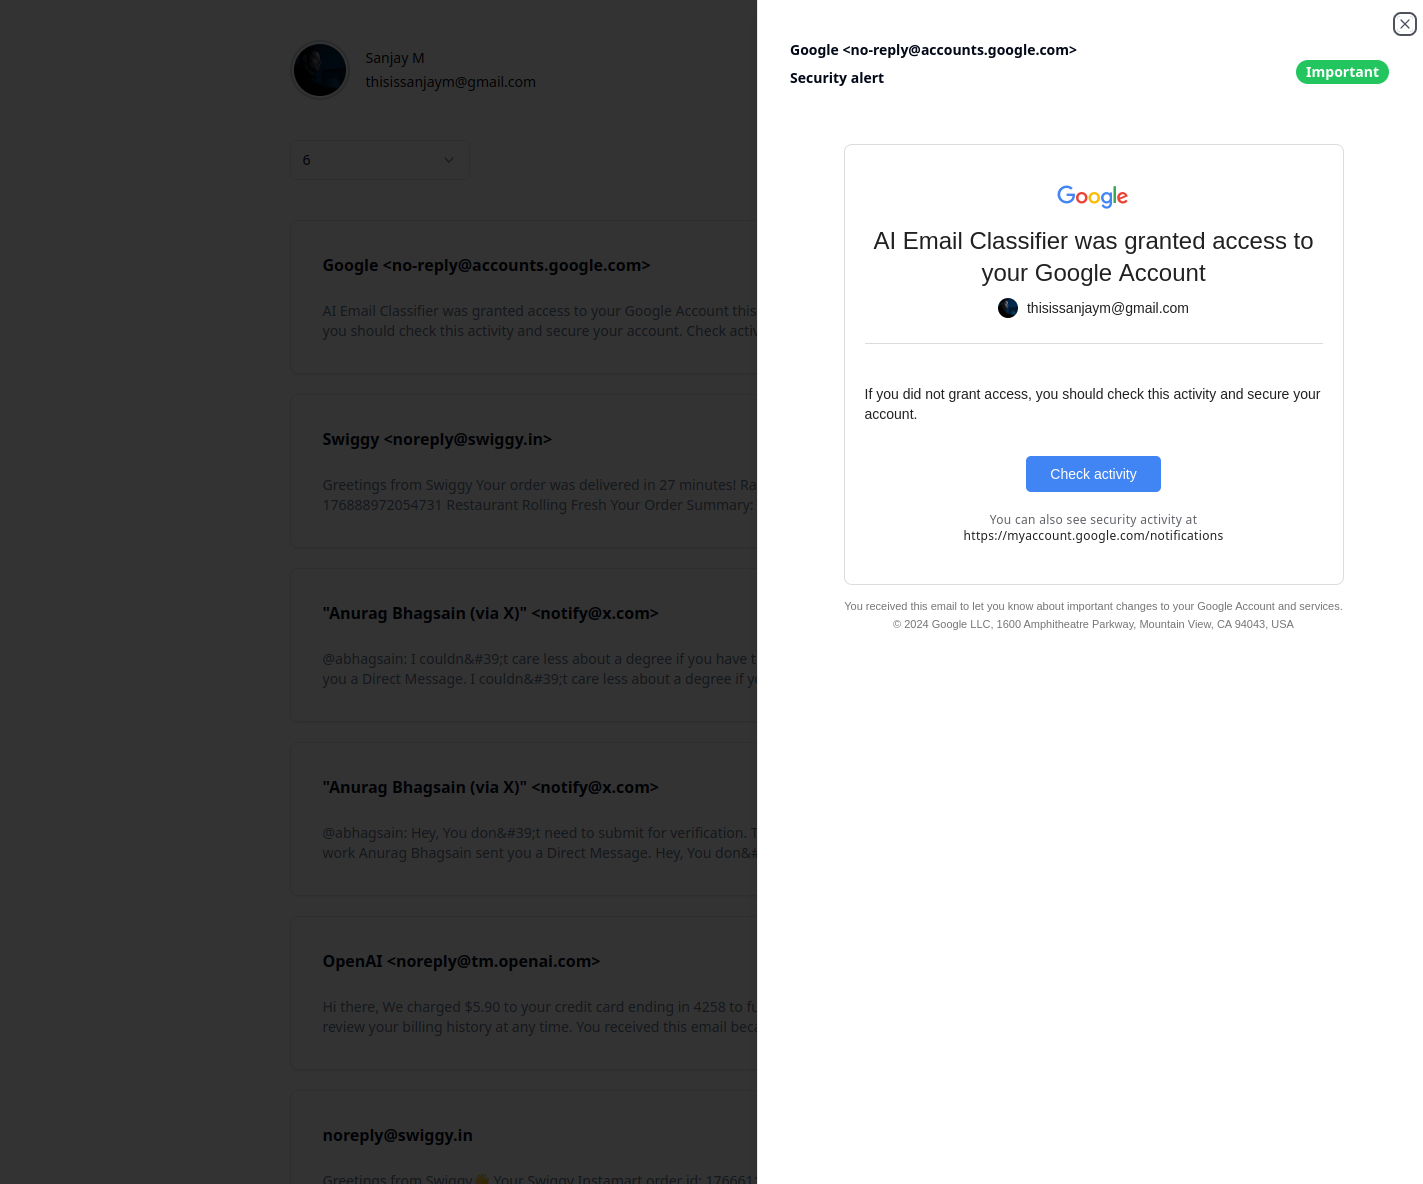 Sanjay M
thisissanjaym@gmail.com
6
Google <no-reply@accounts.google.com>
AI Email Classifier was granted access to your Google Account this
you should check this activity and secure your account. Check activ
Swiggy <noreply@swiggy.in>
Greetings from Swiggy Your order was delivered in 27 minutes! Ra
176888972054731 Restaurant Rolling Fresh Your Order Summary:
"Anurag Bhagsain (via X)" <notify@x.com>
@abhagsain: I couldn&#39;t care less about a degree if you have t
you a Direct Message. I couldn&#39;t care less about a degree if y
"Anurag Bhagsain (via X)" <notify@x.com>
@abhagsain: Hey, You don&#39;t need to submit for verification. T
work Anurag Bhagsain sent you a Direct Message. Hey, You don&#
OpenAI <noreply@tm.openai.com>
Hi there, We charged $5.90 to your credit card ending in 4258 to fu
review your billing history at any time. You received this email beca
noreply@swiggy.in
Greetings from Swiggy Your Swiggy Instamart order id: 176661
Google <no-reply@accounts.google.com>
Security alert
Important
Google
AI Email Classifier was granted access to
your Google Account
thisissanjaym@gmail.com
If you did not grant access, you should check this activity and secure your
account.
Check activity
You can also see security activity at
https://myaccount.google.com/notifications
You received this email to let you know about important changes to your Google Account and services.
© 2024 Google LLC, 1600 Amphitheatre Parkway, Mountain View, CA 94043, USA